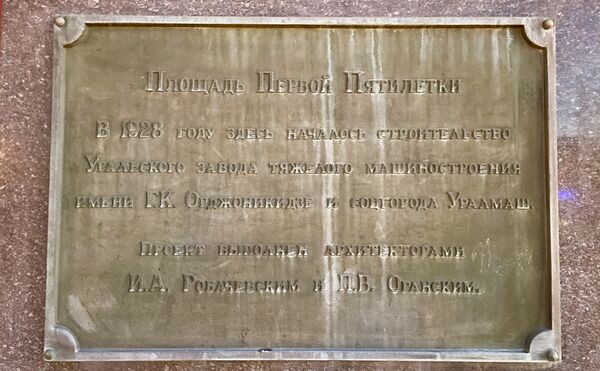 Площадь Первой Пятилетки
В 1928 году здесь началось строительство
Уральского завода тяжелого машиностроения
имени Г.К. Орджоникидзе и соцгорода Уралмаш.
Проект выполнен архитекторами
И.А. Робачевским и П.В. Оранским.